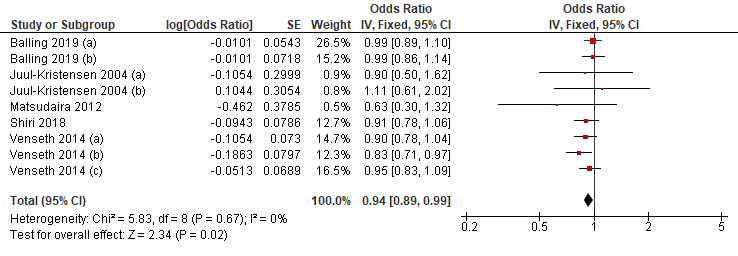 Odds Ratio Odds Ratio
Study or Subgroup log[Odds Ratio] SE Weight IV, Fixed, 95% CI IV, Fixed, 95% CI
Balling 2019 (a) -0.0101 0.0543 26.5% 0.99 [0.89, 1.10]
Balling 2019 (b) -0.0101 0.0718 15.2% 0.99 [0.86, 1.14]
Juul-Kristensen 2004 (a) -0.1054 0.2999 0.9% 0.90 [0.50, 1.62]
Juul-Kristensen 2004 (b) 0.1044 0.3054 0.8% 1.11 [0.61, 2.02]
Matsudaira 2012 -0.462 0.3785 0.5% 0.63 [0.30, 1.32]
Shiri 2018 -0.0943 0.0786 12.7% 0.91 [0.78, 1.06]
Venseth 2014 (a) -0.1054 0.073 14.7% 0.90 [0.78, 1.04]
Venseth 2014 (b) -0.1863 0.0797 12.3% 0.83 [0.71, 0.97]
Venseth 2014 (c) -0.0513 0.0689 16.5% 0.95 [0.83, 1.09]
Total (95% CI) 100.0% 0.94 [0.89, 0.99]
Heterogeneity: Chi² = 5.83, df = 8 (P = 0.67); I² = 0%
Test for overall effect: Z = 2.34 (P = 0.02)
0.2 0.5 1 2 5